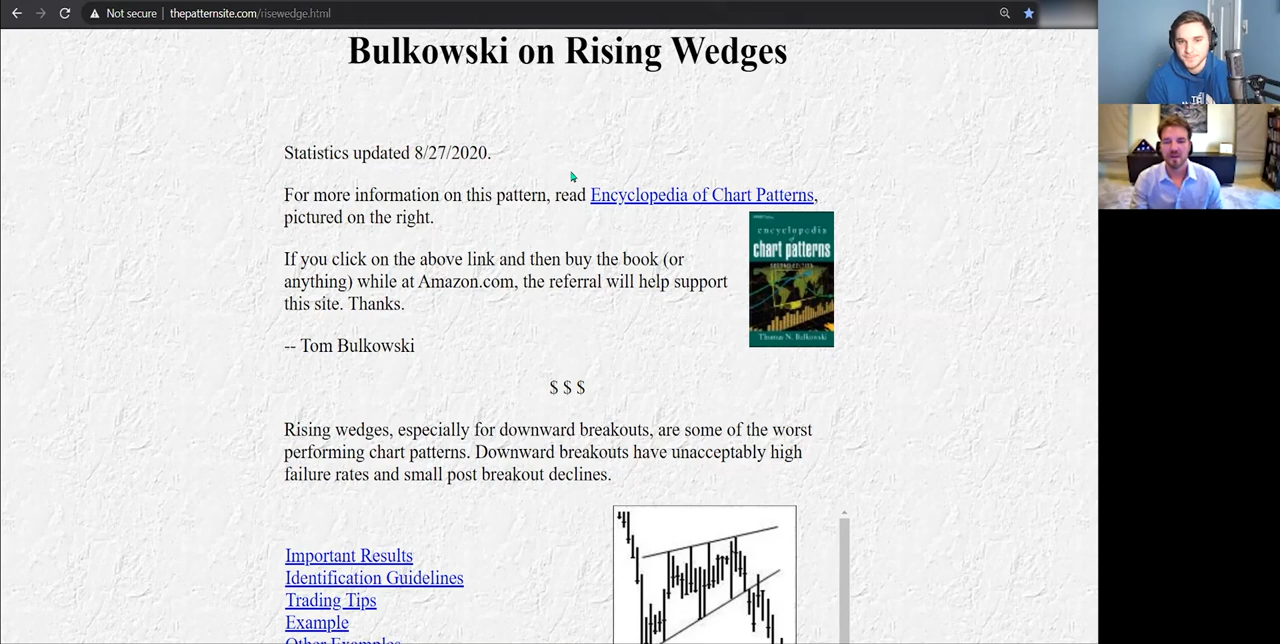 Not secure | thepatternsite.com/risewedge.html
Bulkowski on Rising Wedges
Statistics updated 8/27/2020.
For more information on this pattern, read Encyclopedia of Chart Patterns,
pictured on the right.
encyclopedia
of
chart patterns
SECOND EDITION
Thomas N. Bulkowski
If you click on the above link and then buy the book (or
anything) while at Amazon.com, the referral will help support
this site. Thanks.
-- Tom Bulkowski
$ $ $
Rising wedges, especially for downward breakouts, are some of the worst
performing chart patterns. Downward breakouts have unacceptably high
failure rates and small post breakout declines.
Important Results
Identification Guidelines
Trading Tips
Example
Other Examples